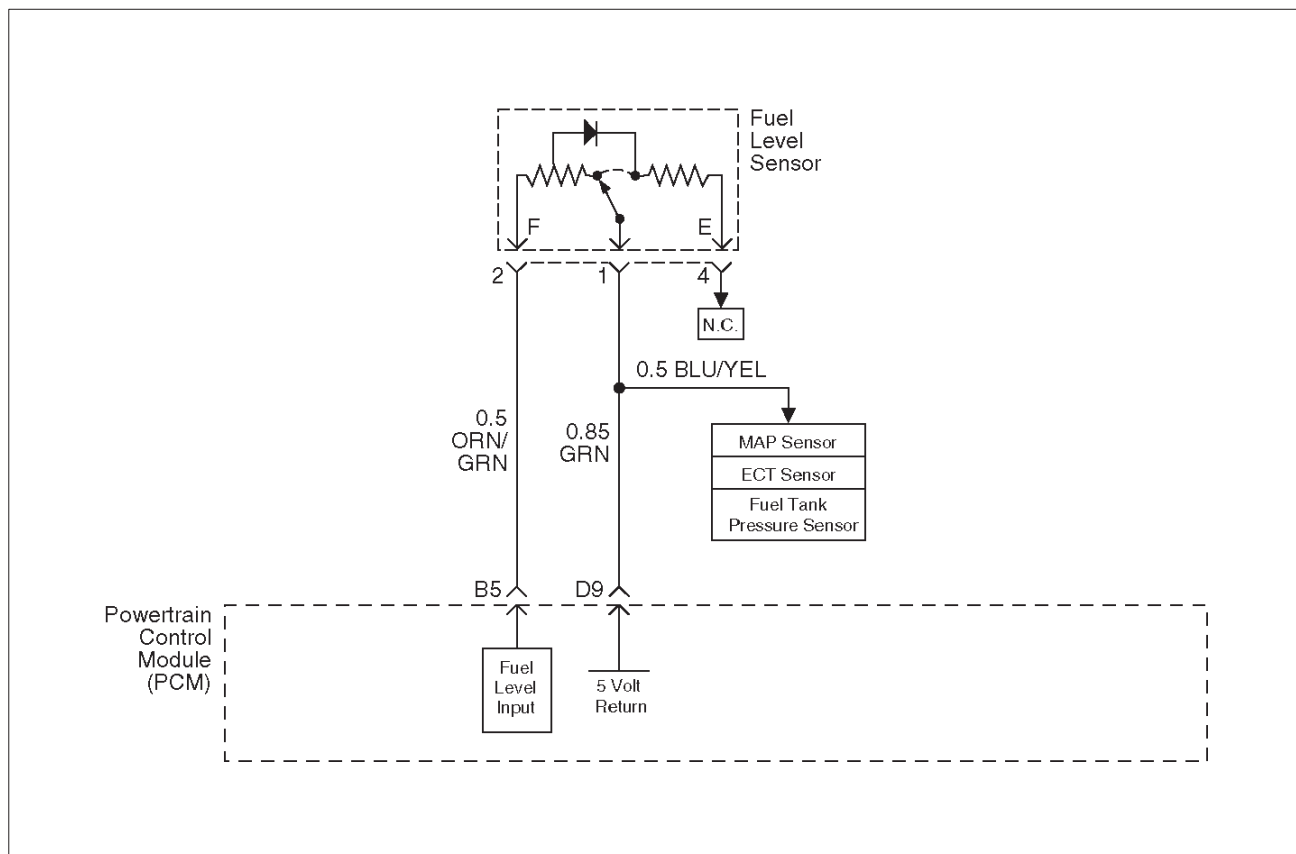 Fuel
Level
Sensor
F
E
2
1
4
N.C.
0.5 BLU/YEL
0.5
ORN/
GRN
0.85
GRN
MAP Sensor
ECT Sensor
Fuel Tank
Pressure Sensor
B5
D9
Powertrain
Control
Module
(PCM)
Fuel
Level
Input
5 Volt
Return